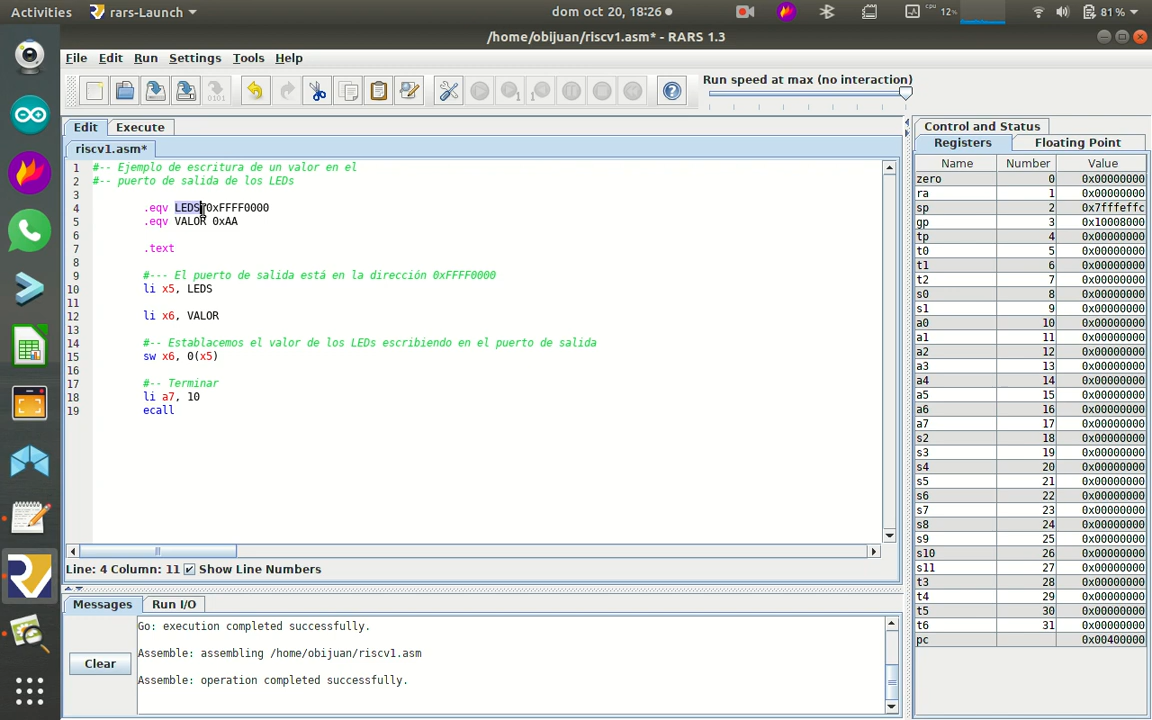 Activities rars-Launch dom oct 20, 18:26 cpu 12% 81 %
/home/obijuan/riscv1.asm* - RARS 1.3
File Edit Run Settings Tools Help
Run speed at max (no interaction)
Edit Execute
riscv1.asm*
1 #-- Ejemplo de escritura de un valor en el
2 #-- puerto de salida de los LEDs
3
4 .eqv LEDS 0xFFFF0000
5 .eqv VALOR 0xAA
6
7 .text
8
9 #--- El puerto de salida está en la dirección 0xFFFF0000
10 li x5, LEDS
11
12 li x6, VALOR
13
14 #-- Establacemos el valor de los LEDs escribiendo en el puerto de salida
15 sw x6, 0(x5)
16
17 #-- Terminar
18 li a7, 10
19 ecall
Line: 4 Column: 11 Show Line Numbers
Messages Run I/O
Go: execution completed successfully.
Assemble: assembling /home/obijuan/riscv1.asm
Clear
Assemble: operation completed successfully.
Control and Status
Registers Floating Point
Name Number Value
zero 0 0x00000000
ra 1 0x00000000
sp 2 0x7fffeffc
gp 3 0x10008000
tp 4 0x00000000
t0 5 0x00000000
t1 6 0x00000000
t2 7 0x00000000
s0 8 0x00000000
s1 9 0x00000000
a0 10 0x00000000
a1 11 0x00000000
a2 12 0x00000000
a3 13 0x00000000
a4 14 0x00000000
a5 15 0x00000000
a6 16 0x00000000
a7 17 0x00000000
s2 18 0x00000000
s3 19 0x00000000
s4 20 0x00000000
s5 21 0x00000000
s6 22 0x00000000
s7 23 0x00000000
s8 24 0x00000000
s9 25 0x00000000
s10 26 0x00000000
s11 27 0x00000000
t3 28 0x00000000
t4 29 0x00000000
t5 30 0x00000000
t6 31 0x00000000
pc 0x00400000